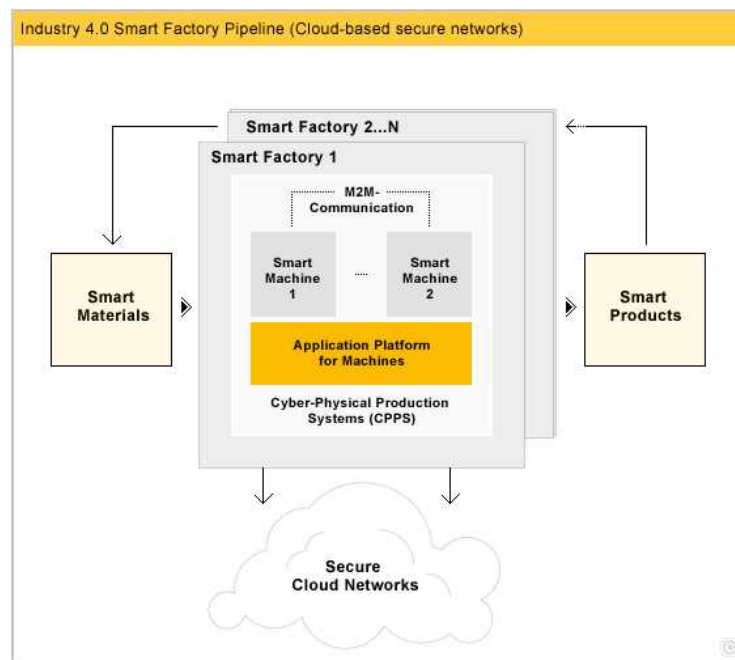 Industry 4.0 Smart Factory Pipeline (Cloud-based secure networks)
Smart Factory 2...N
Smart Factory 1
M2M-
Communication
Smart
Machine
1
Smart
Machine
2
Application Platform
for Machines
Cyber-Physical Production
Systems (CPPS)
Smart
Materials
Smart
Products
Secure
Cloud Networks